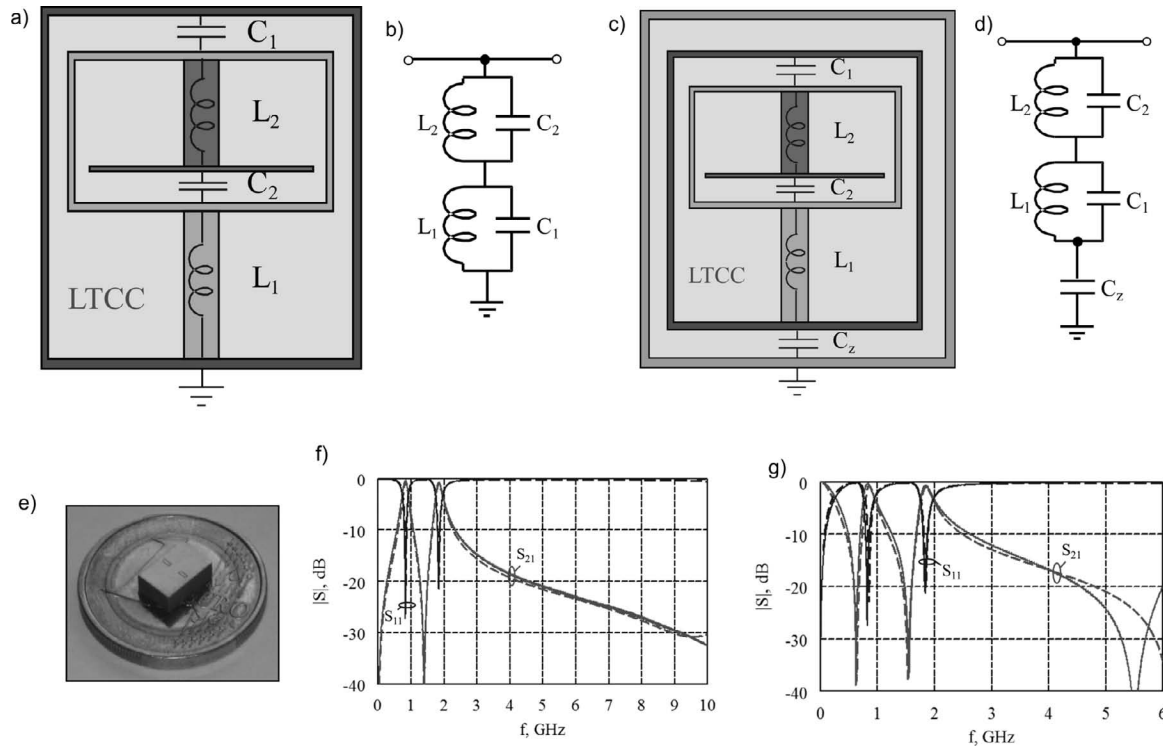 a)
C₁
L₂
C₂
L₁
LTCC
b)
L₂
C₂
L₁
C₁
c)
C₁
L₂
C₂
L₁
LTCC
C_z
d)
L₂
C₂
L₁
C₁
C_z
e)
f)
|S|, dB
0
-10
-20
-30
-40
S₂₁
S₁₁
0 1 2 3 4 5 6 7 8 9 10
f, GHz
g)
|S|, dB
0
-10
-20
-30
-40
S₁₁
S₂₁
0 1 2 3 4 5 6
f, GHz